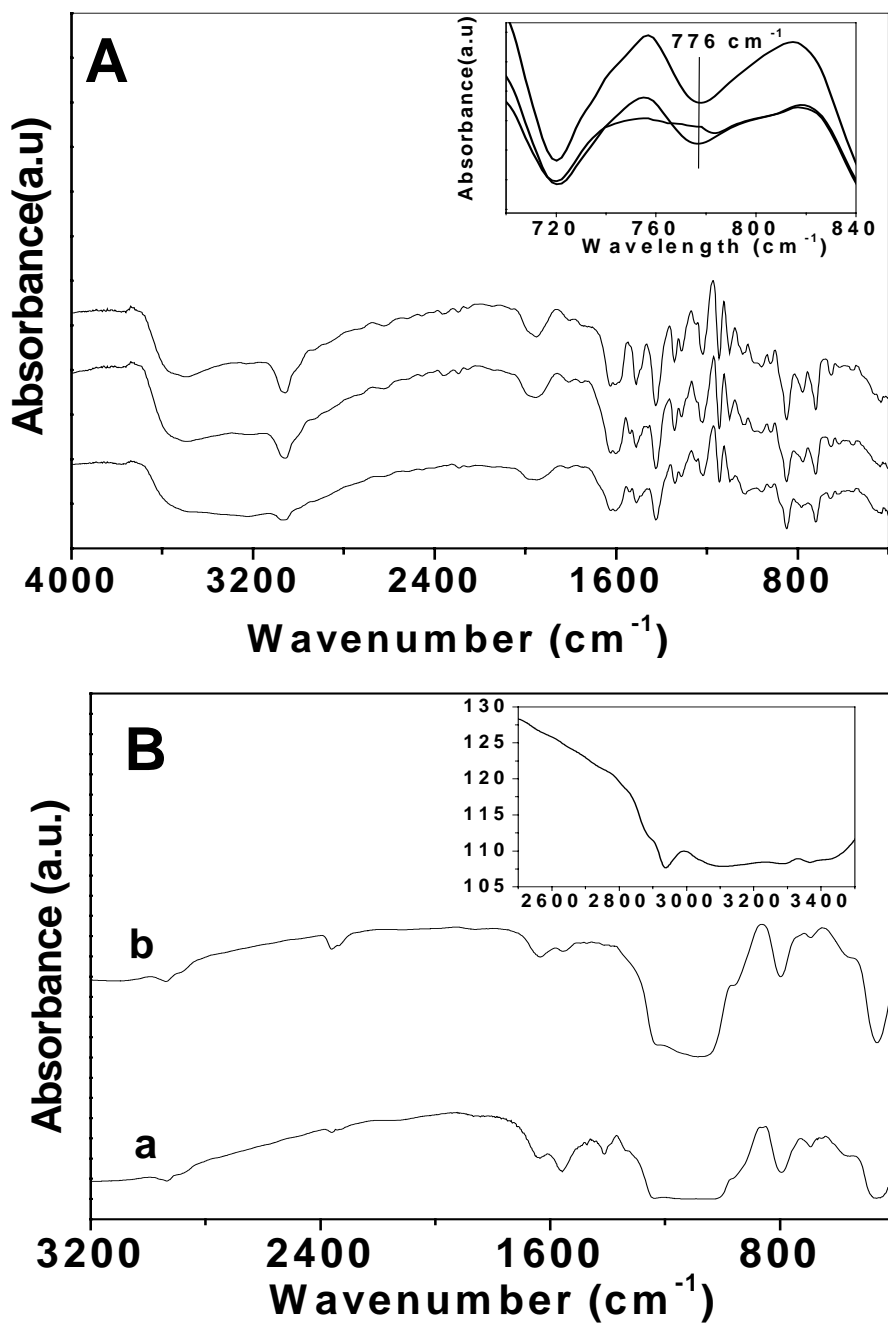 A
Absorbance(a.u)
776 cm⁻¹
Absorbance(a.u)
720 760 800 840
Wavelength (cm⁻¹)
4000 3200 2400 1600 800
Wavenumber (cm⁻¹)
B
Absorbance (a.u.)
130
125
120
115
110
105
2600 2800 3000 3200 3400
b
a
3200 2400 1600 800
Wavenumber (cm⁻¹)